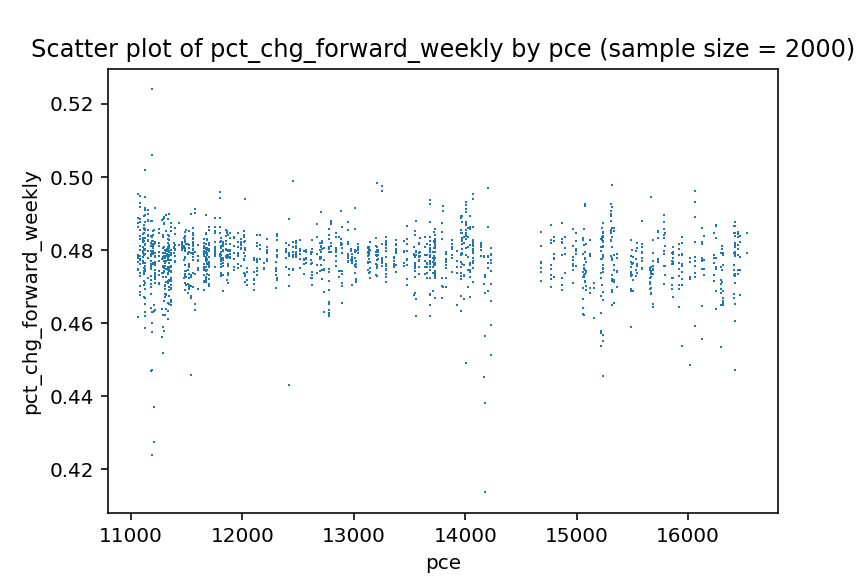 Scatter plot of pct_chg_forward_weekly by pce (sample size = 2000)
pct_chg_forward_weekly
0.52
0.50
0.48
0.46
0.44
0.42
11000 12000 13000 14000 15000 16000
pce